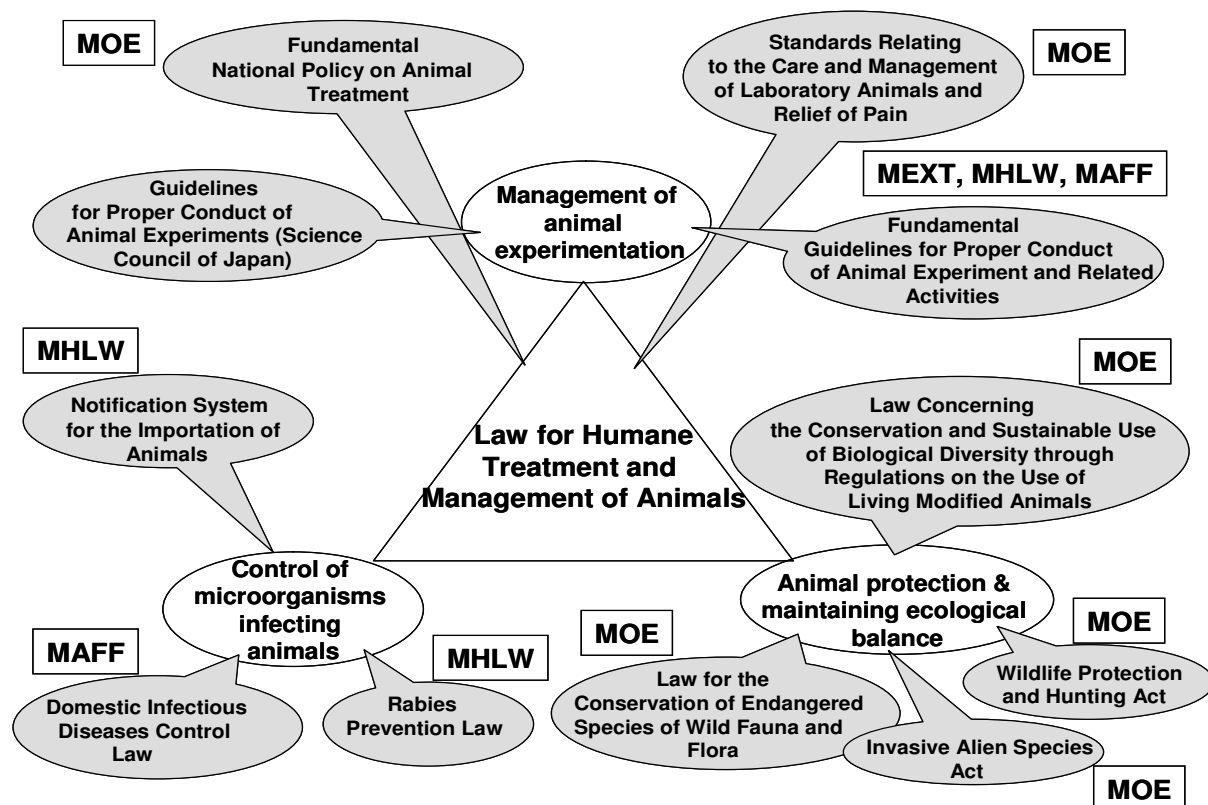 MOE
Fundamental
National Policy on Animal
Treatment
Standards Relating
to the Care and Management
of Laboratory Animals and
Relief of Pain
MOE
Guidelines
for Proper Conduct of
Animal Experiments (Science
Council of Japan)
Management of
animal
experimentation
MEXT, MHLW, MAFF
Fundamental
Guidelines for Proper Conduct
of Animal Experiment and Related
Activities
MHLW
Notification System
for the Importation of
Animals
Law for Humane
Treatment and
Management of Animals
MOE
Law Concerning
the Conservation and Sustainable Use
of Biological Diversity through
Regulations on the Use of
Living Modified Animals
Control of
microorganisms
infecting
animals
Animal protection &
maintaining ecological
balance
MAFF
Domestic Infectious
Diseases Control
Law
MHLW
Rabies
Prevention Law
MOE
Law for the
Conservation of Endangered
Species of Wild Fauna and
Flora
MOE
Wildlife Protection
and Hunting Act
Invasive Alien Species
Act
MOE